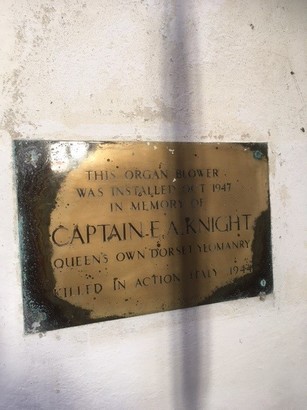 THIS ORGAN BLOWER
WAS INSTALLED OCT 1947
IN MEMORY OF
CAPTAIN E. A. KNIGHT
QUEEN'S OWN DORSET YEOMANRY
KILLED IN ACTION, ITALY, 1944